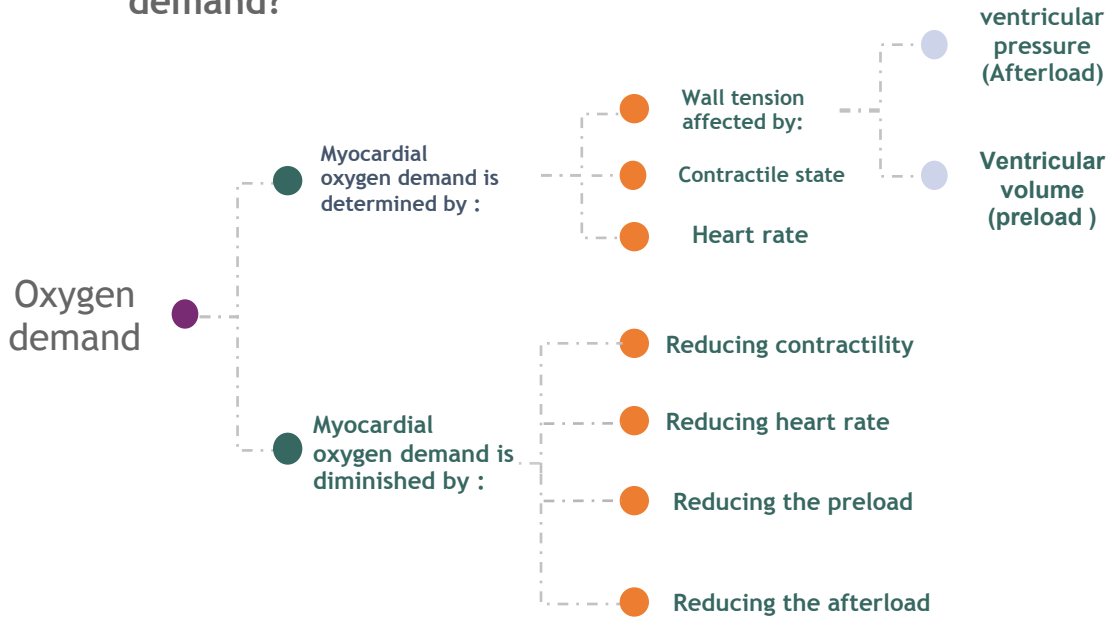 demand?
ventricular
pressure
(Afterload)
Wall tension
affected by:
Myocardial
oxygen demand is
determined by :
Contractile state
Ventricular
volume
(preload )
Heart rate
Oxygen
demand
Reducing contractility
Reducing heart rate
Myocardial
oxygen demand is
diminished by :
Reducing the preload
Reducing the afterload